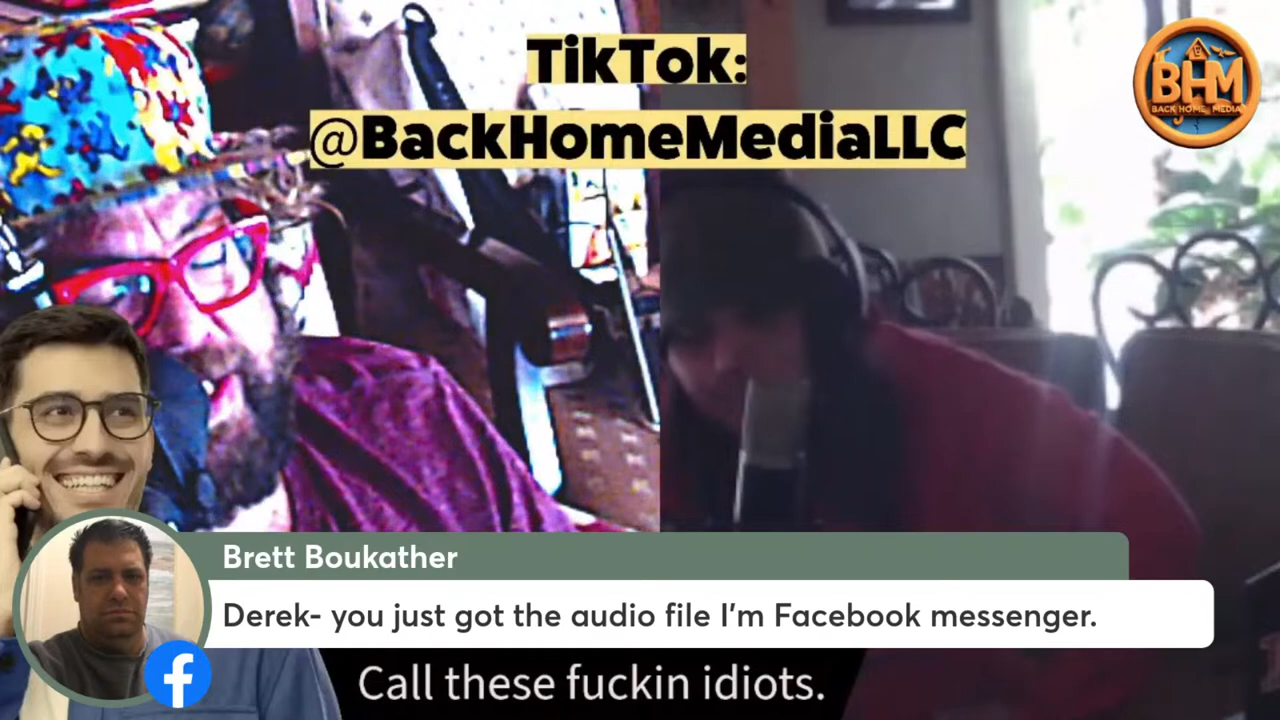 TikTok:
@BackHomeMediaLLC
BHM
BACK HOME MEDIA
Brett Boukather
Derek- you just got the audio file I'm Facebook messenger.
Call these fuckin idiots.